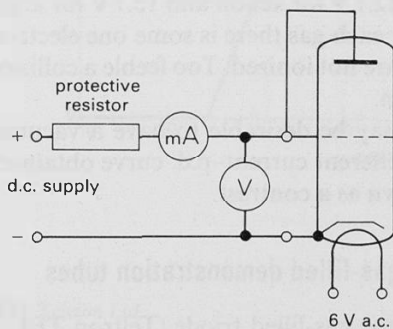 protective
resistor
+
mA
d.c. supply
V
−
6 V a.c.